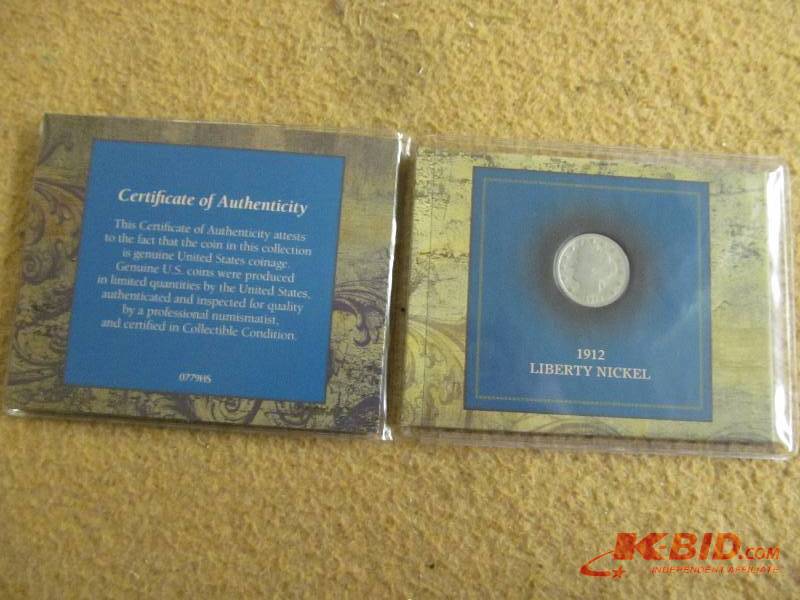 Certificate of Authenticity
This Certificate of Authenticity attests
to the fact that the coin in this collection
is genuine United States coinage.
Genuine U.S. coins were produced
in limited quantities by the United States,
authenticated and inspected for quality
by a professional numismatist,
and certified in Collectible Condition.
0779HS
1912
LIBERTY NICKEL
K-BID.COM
INDEPENDENT AFFILIATE